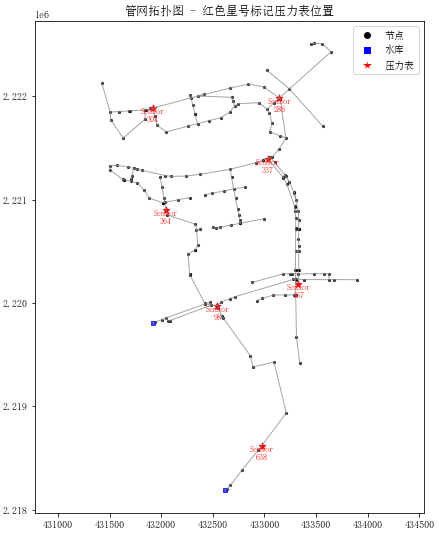 管网拓扑图 - 红色星号标记压力表位置
1e6
节点
水库
压力表
2.222
2.221
2.220
2.219
2.218
Sensor
286
Sensor
Sensor
337
Sensor
364
Sensor
Sensor
Sensor
638
431000 431500 432000 432500 433000 433500 434000 434500